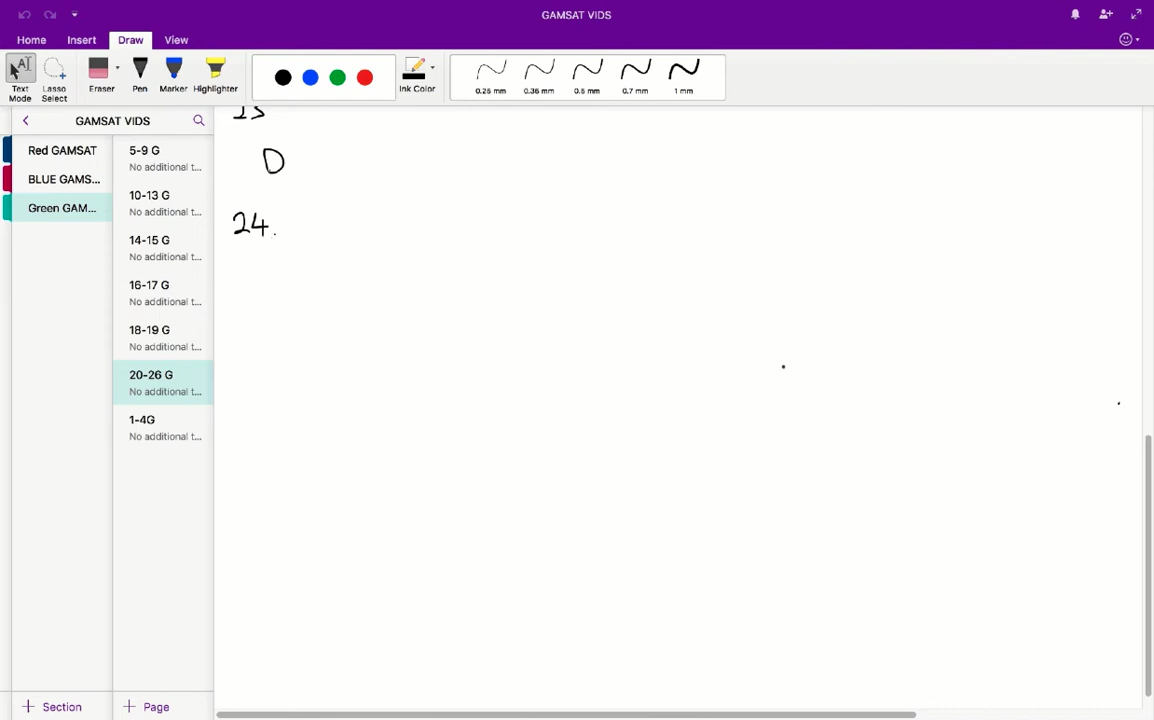 GAMSAT VIDS
Home Insert Draw View
Text Mode
Lasso Select
Eraser
Pen
Marker
Highlighter
Ink Color
0.25 mm
0.35 mm
0.5 mm
0.7 mm
1 mm
GAMSAT VIDS
Red GAMSAT
BLUE GAMS...
Green GAM...
5-9 G
No additional t...
10-13 G
No additional t...
14-15 G
No additional t...
16-17 G
No additional t...
18-19 G
No additional t...
20-26 G
No additional t...
1-4G
No additional t...
D
24.
+ Section
+ Page